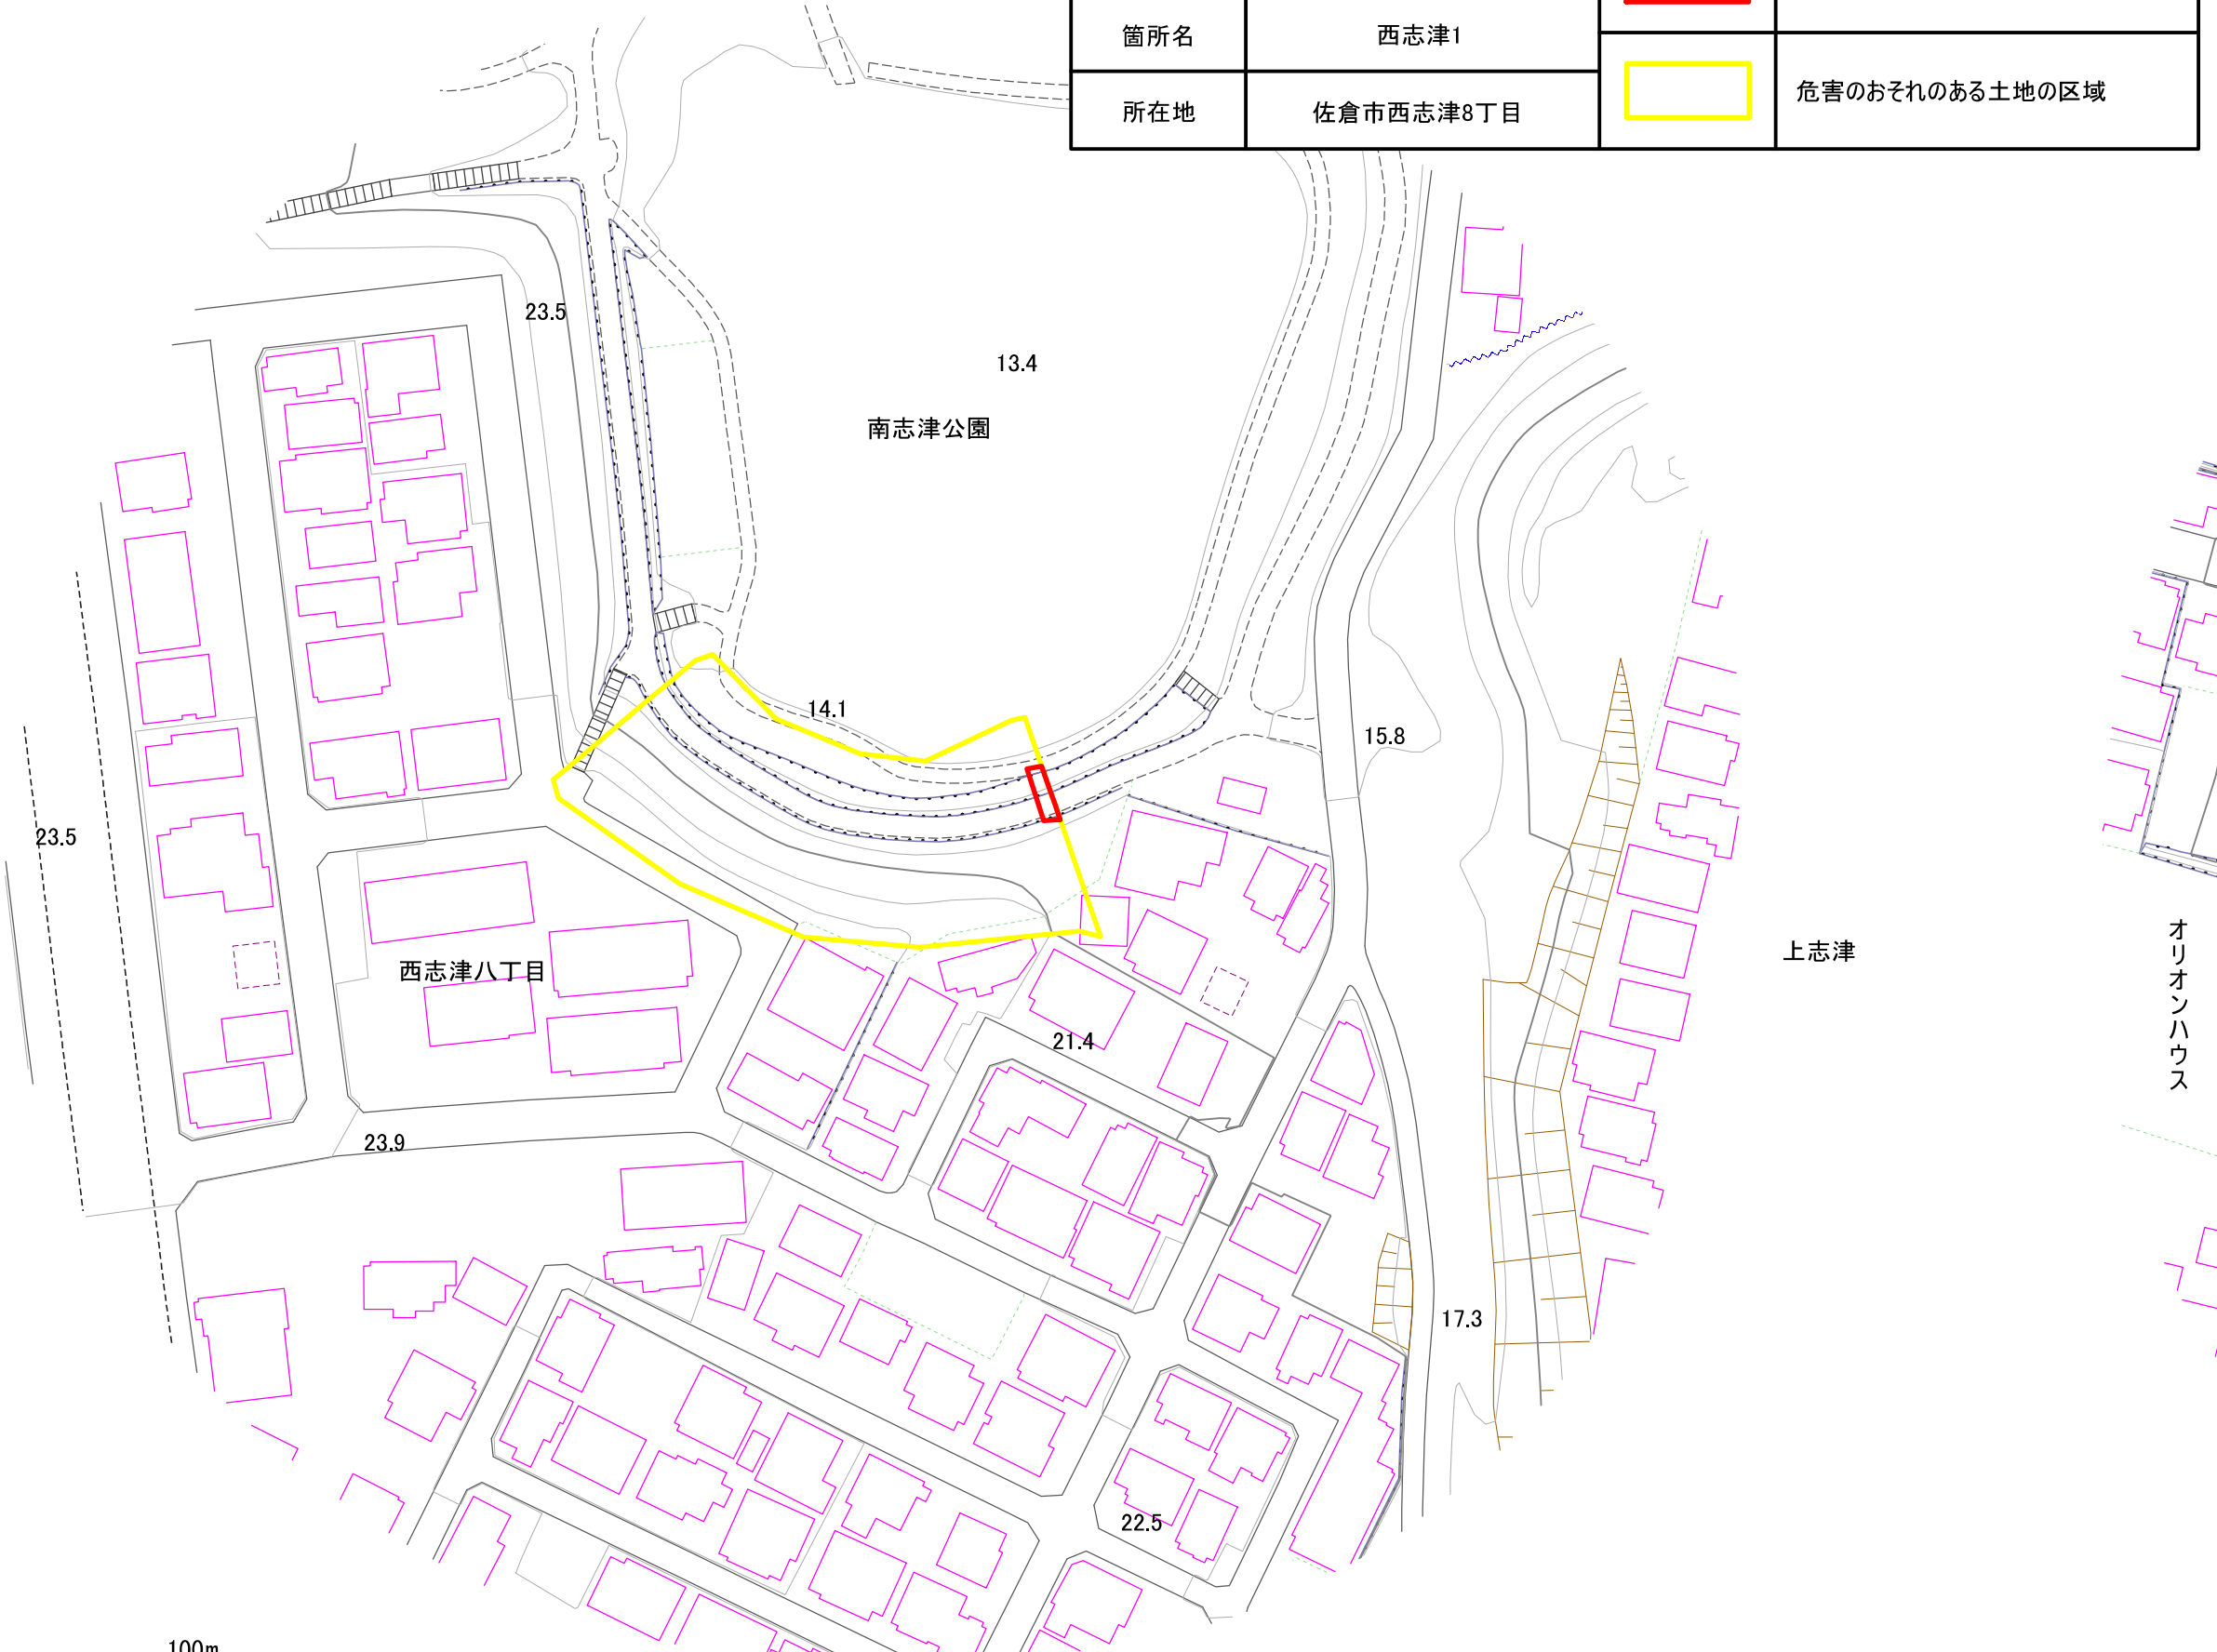 箇所名
西志津1
危害のおそれのある土地の区域
所在地
佐倉市西志津8丁目
23.5
13.4
南志津公園
14.1
15.8
23.5
上志津
オリオンハウス
西志津八丁目
21.4
23.9
17.3
22.5
100m